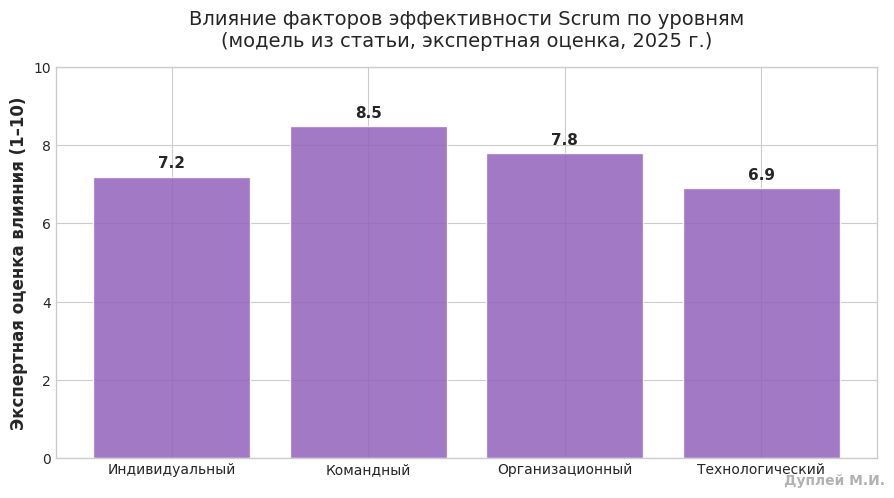 Влияние факторов эффективности Scrum по уровням
(модель из статьи, экспертная оценка, 2025 г.)
Экспертная оценка влияния (1–10)
10
8
6
4
2
0
7.2
8.5
7.8
6.9
Индивидуальный
Командный
Организационный
Технологический
Дуплей М.И.